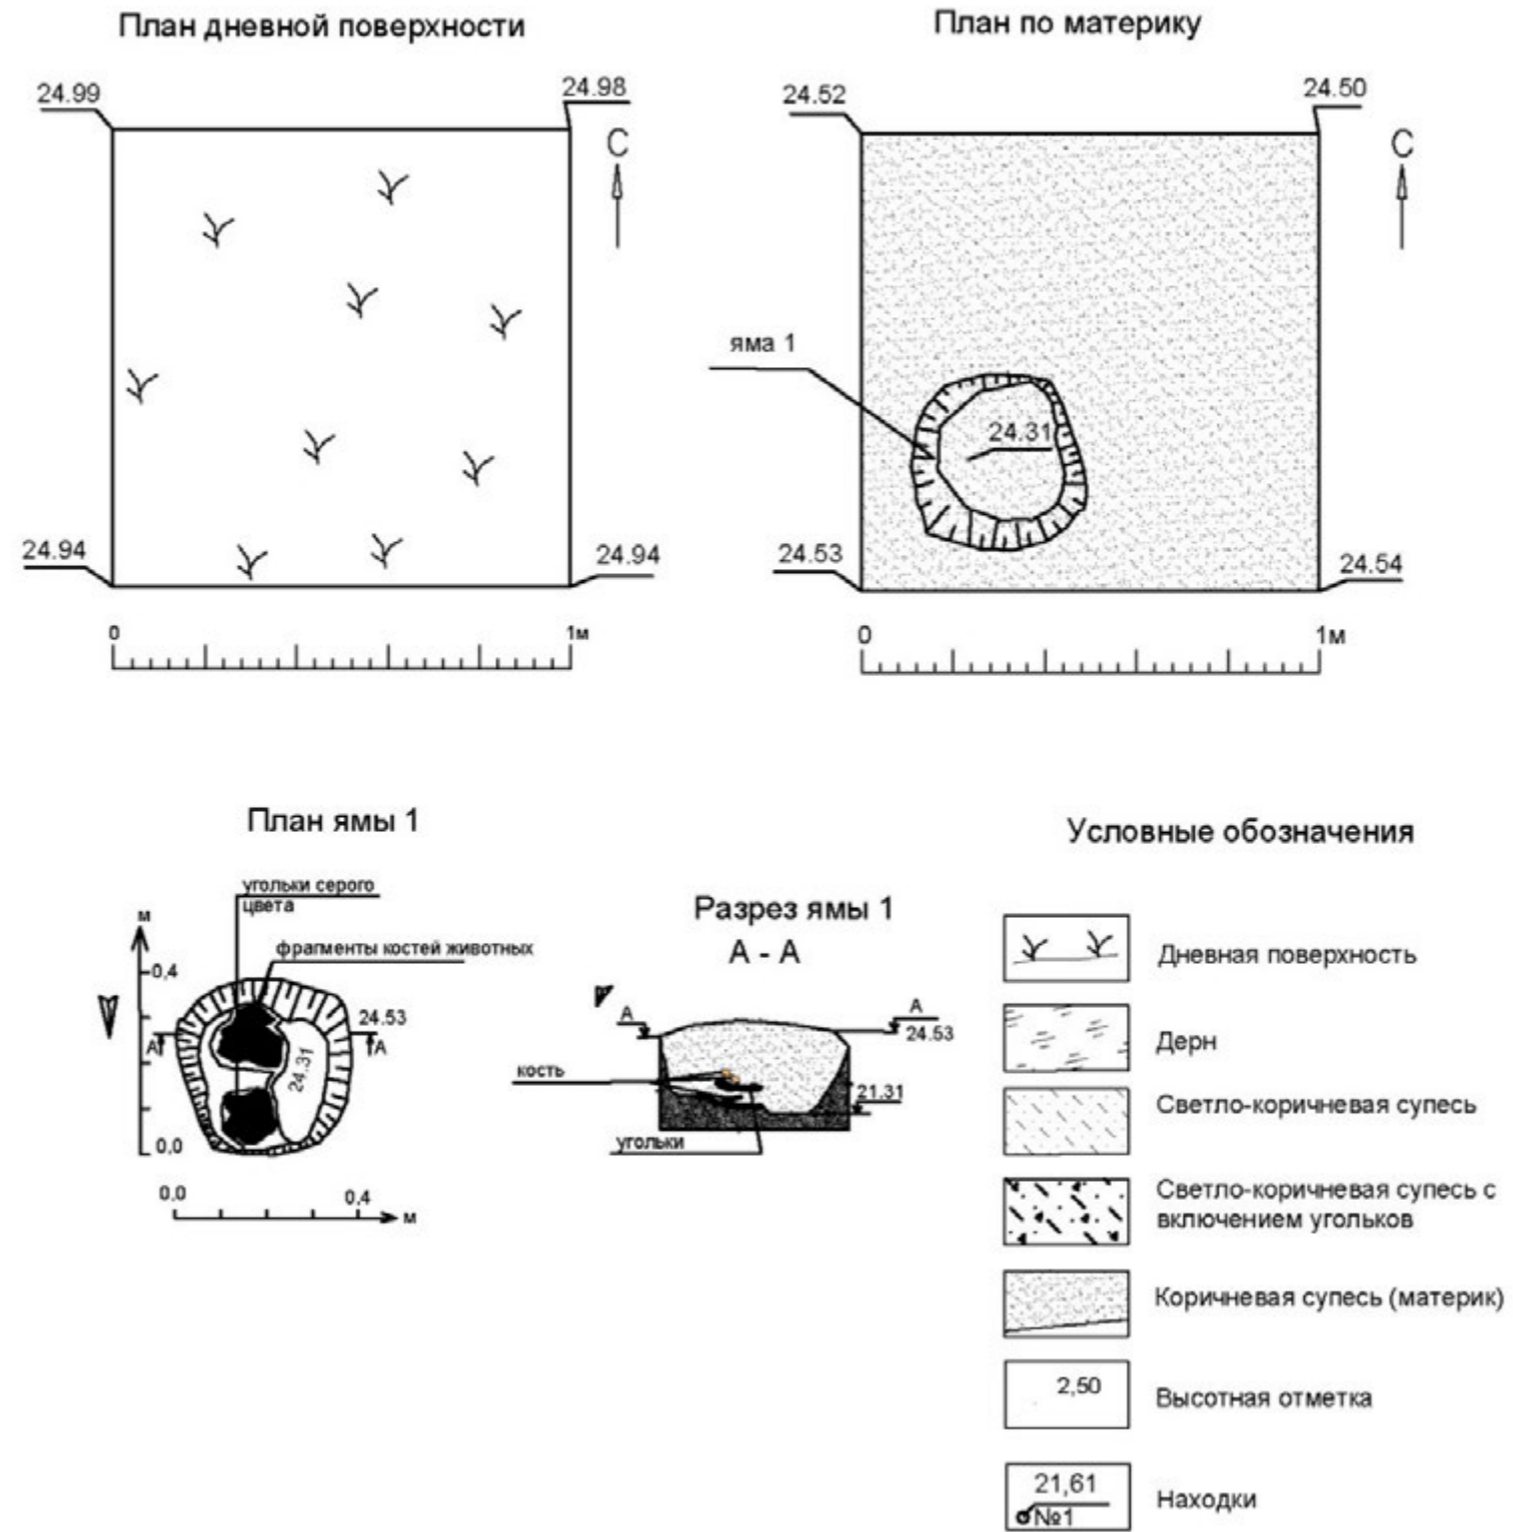 План дневной поверхности
24.99
24.98
С
24.94
24.94
0
1м
План по материку
24.52
24.50
С
яма 1
24.31
24.53
24.54
0
1м
План ямы 1
угольки серого
цвета
фрагменты костей животных
м
0,4
24.53
А
А
24.31
0,0
0,0
0,4
м
Разрез ямы 1
А - А
А
А
24.53
кость
21.31
угольки
Условные обозначения
Дневная поверхность
Дерн
Светло-коричневая супесь
Светло-коричневая супесь с
включением угольков
Коричневая супесь (материк)
2,50
Высотная отметка
21,61
№1
Находки